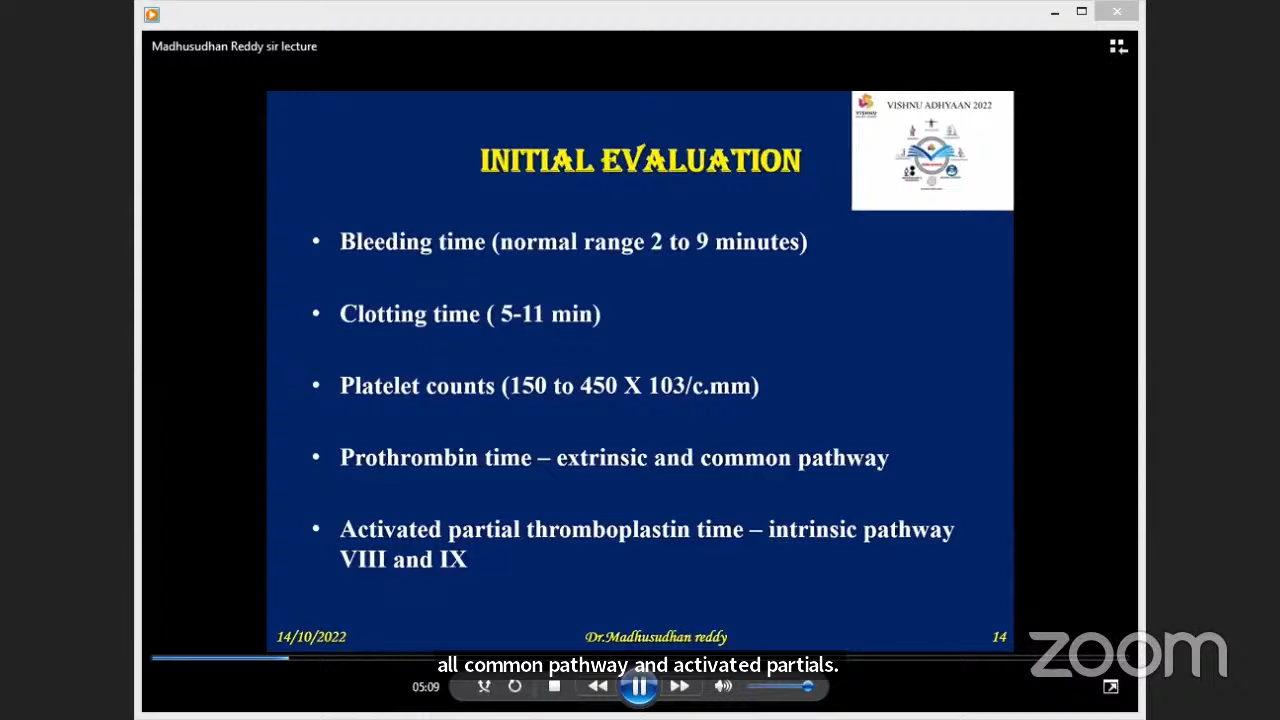 Madhusudhan Reddy sir lecture
VISHNU ADHYAAN 2022
INITIAL EVALUATION
• Bleeding time (normal range 2 to 9 minutes)
• Clotting time ( 5-11 min)
• Platelet counts (150 to 450 X 103/c.mm)
• Prothrombin time – extrinsic and common pathway
• Activated partial thromboplastin time – intrinsic pathway
VIII and IX
14/10/2022
Dr.Madhusudhan reddy
14
all common pathway and activated partials.
05:09
zoom